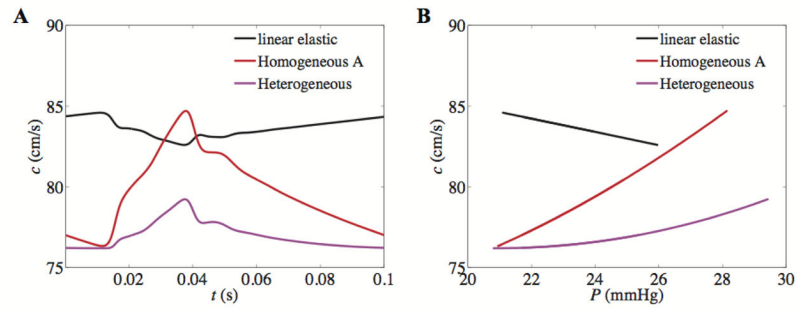 A
90
85
80
75
c (cm/s)
linear elastic
Homogeneous A
Heterogeneous
0.02
0.04
0.06
0.08
0.1
t (s)
B
90
85
80
75
c (cm/s)
linear elastic
Homogeneous A
Heterogeneous
20
22
24
26
28
30
P (mmHg)